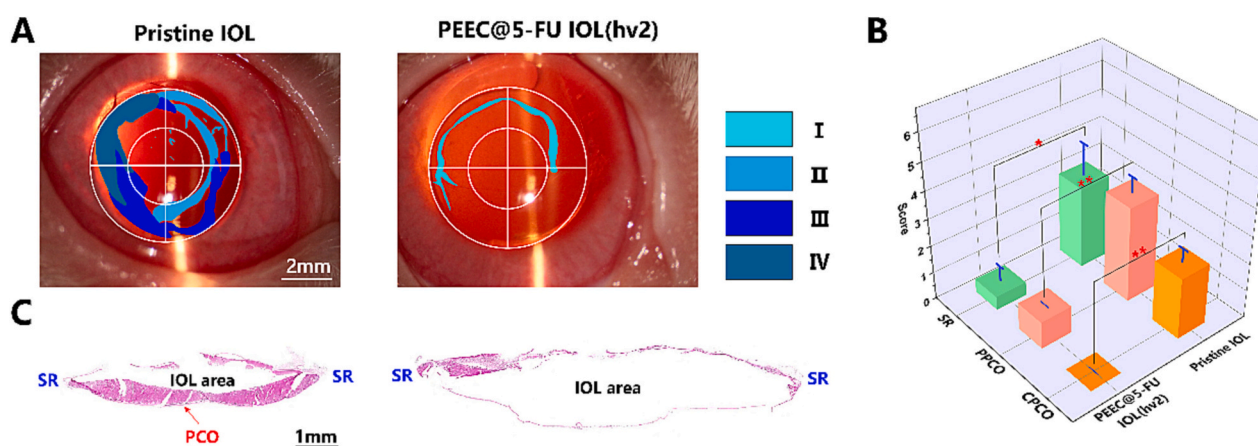 A
Pristine IOL
PEEC@5-FU IOL(hv2)
2mm
I
II
III
IV
B
Score
6
5
4
3
2
1
0
*
**
**
SR
PPCO
CPCO
PEEC@5-FU
IOL(hv2)
Pristine IOL
C
SR
IOL area
SR
PCO
1mm
SR
IOL area
SR